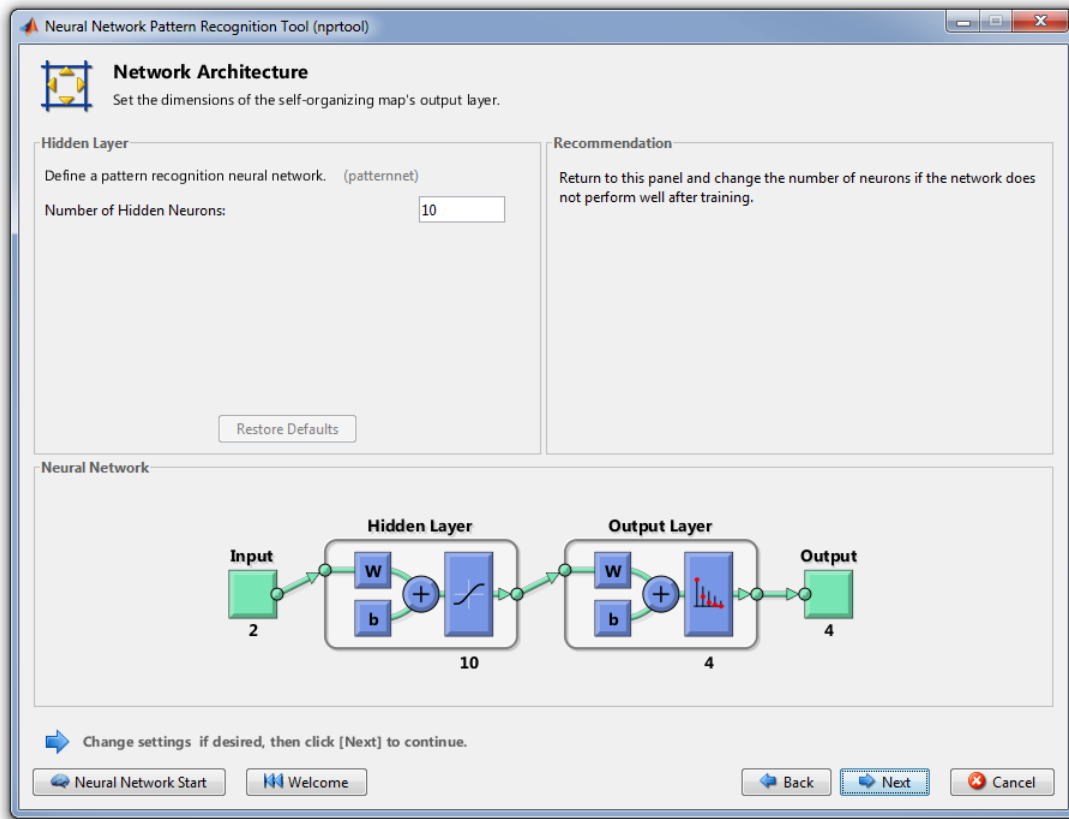 Neural Network Pattern Recognition Tool (nprtool)
Network Architecture
Set the dimensions of the self-organizing map's output layer.
Hidden Layer
Define a pattern recognition neural network. (patternnet)
Number of Hidden Neurons: 10
Restore Defaults
Recommendation
Return to this panel and change the number of neurons if the network does
not perform well after training.
Neural Network
Hidden Layer
Output Layer
Input
Output
W
b
W
b
2
10
4
4
Change settings if desired, then click [Next] to continue.
Neural Network Start
Welcome
Back
Next
Cancel